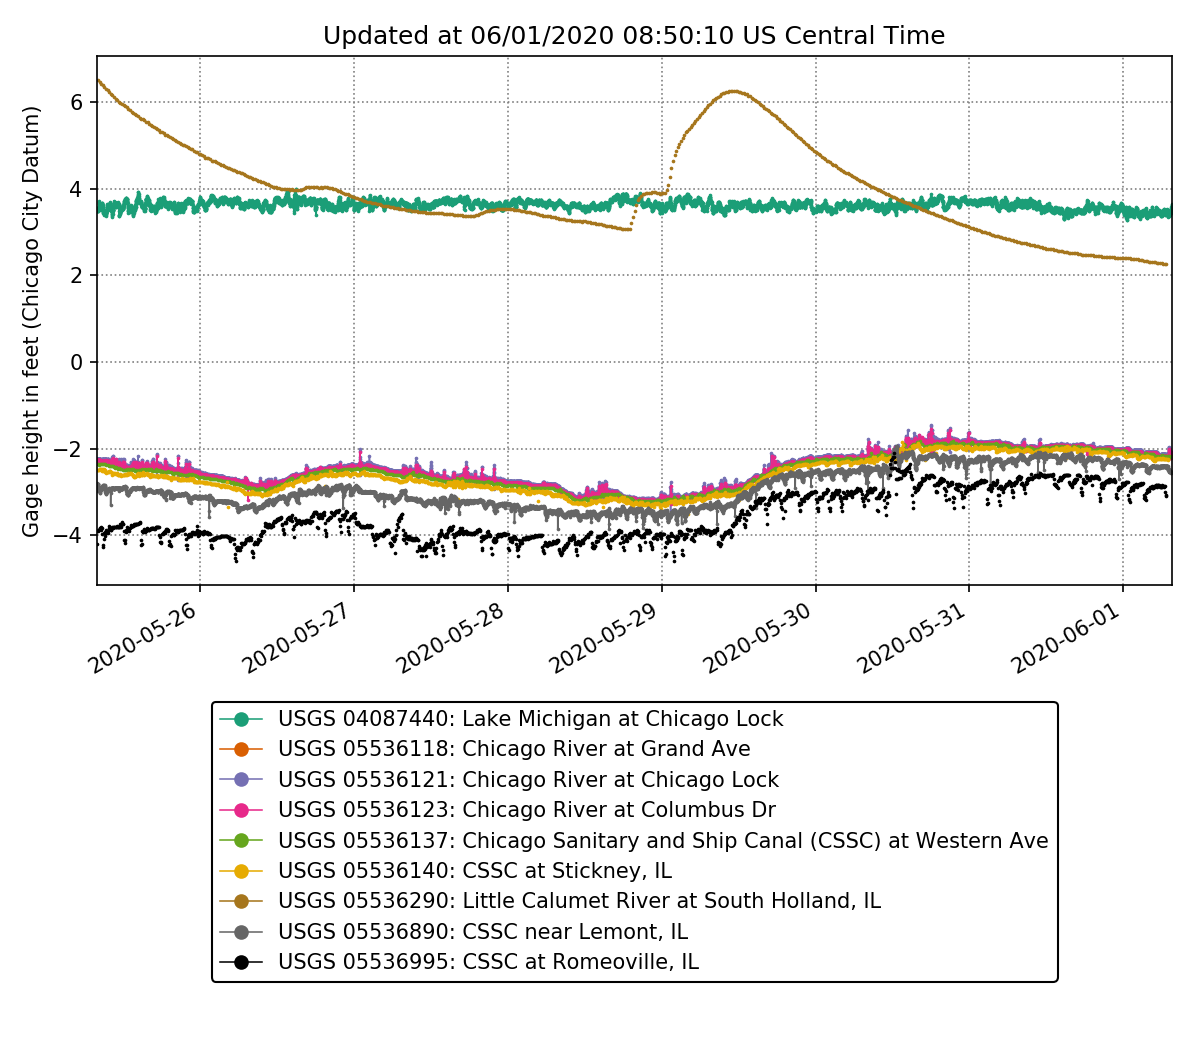 Updated at 06/01/2020 08:50:10 US Central Time
Gage height in feet (Chicago City Datum)
6
4
2
0
−2
−4
2020-05-26
2020-05-27
2020-05-28
2020-05-29
2020-05-30
2020-05-31
2020-06-01
USGS 04087440: Lake Michigan at Chicago Lock
USGS 05536118: Chicago River at Grand Ave
USGS 05536121: Chicago River at Chicago Lock
USGS 05536123: Chicago River at Columbus Dr
USGS 05536137: Chicago Sanitary and Ship Canal (CSSC) at Western Ave
USGS 05536140: CSSC at Stickney, IL
USGS 05536290: Little Calumet River at South Holland, IL
USGS 05536890: CSSC near Lemont, IL
USGS 05536995: CSSC at Romeoville, IL